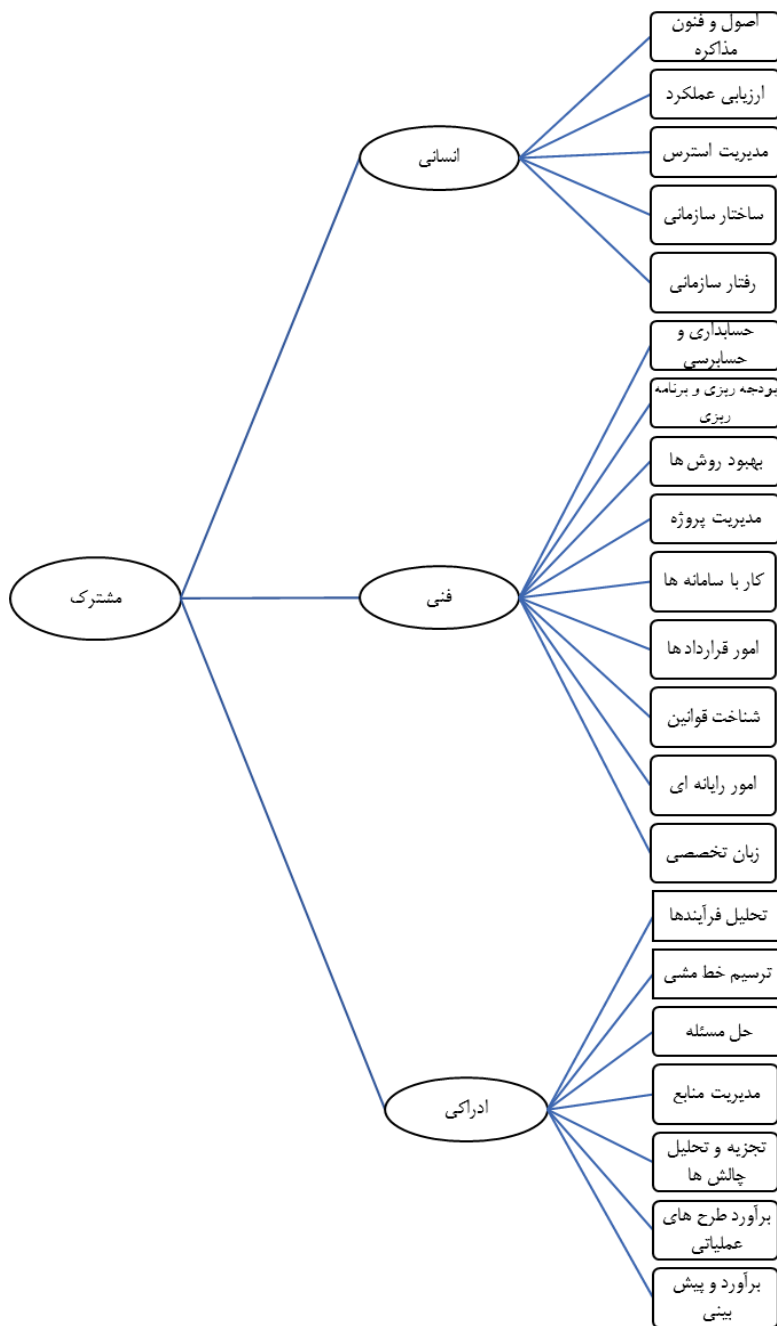 اصول و فنون
مذاکره
ارزیابی عملکرد
مدیریت استرس
ساختار سازمانی
رفتار سازمانی
انسانی
حسابداری و
حسابرسی
بودجه ریزی و برنامه
ریزی
بهبود روش ها
مدیریت پروژه
کار با سامانه ها
امور قراردادها
شناخت قوانین
امور رایانه ای
زبان تخصصی
فنی
مشترک
تحلیل فرآیندها
ترسیم خط مشی
حل مسئله
مدیریت منابع
تجزیه و تحلیل
چالش ها
برآورد طرح های
عملیاتی
برآورد و پیش
بینی
ادراکی